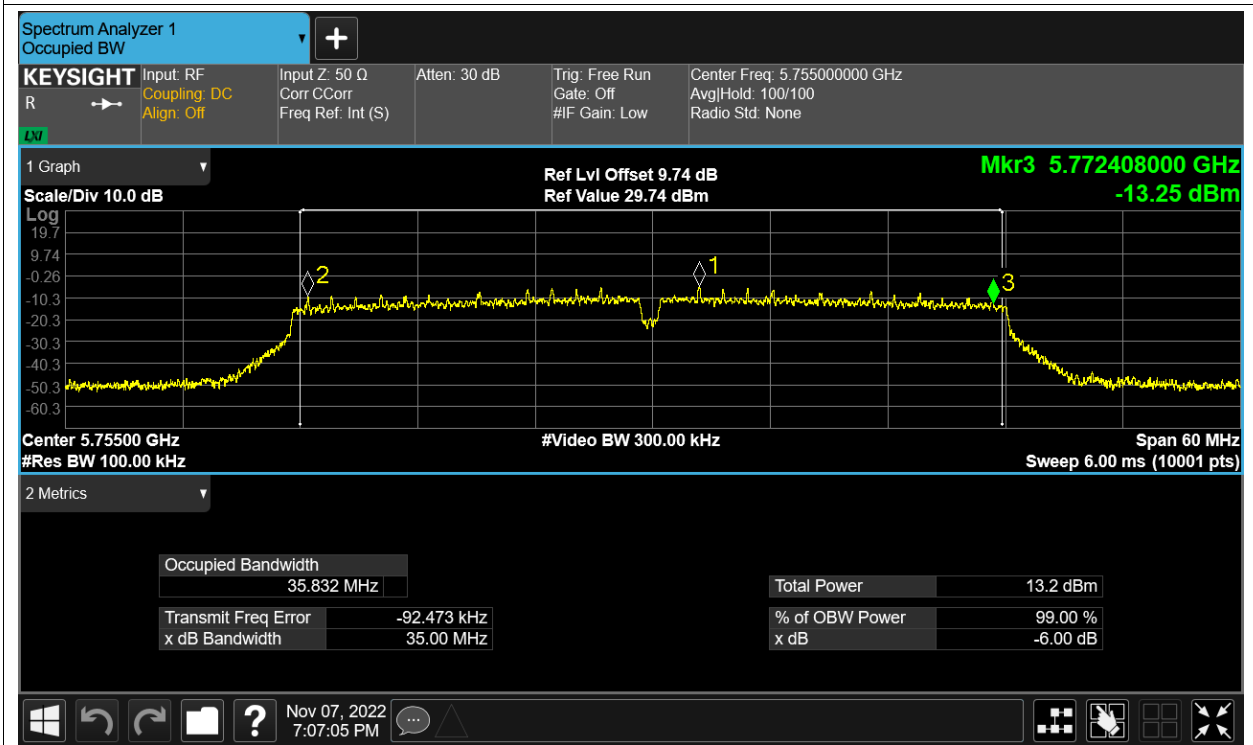 Spectrum Analyzer 1
Occupied BW
KEYSIGHT
R
LXI
Input: RF
Coupling: DC
Align: Off
Input Z: 50 Ω
Corr CCorr
Freq Ref: Int (S)
Atten: 30 dB
Trig: Free Run
Gate: Off
#IF Gain: Low
Center Freq: 5.755000000 GHz
Avg|Hold: 100/100
Radio Std: None
1 Graph
Scale/Div 10.0 dB
Ref Lvl Offset 9.74 dB
Ref Value 29.74 dBm
Mkr3 5.772408000 GHz
-13.25 dBm
Log
19.7
9.74
-0.26
-10.3
-20.3
-30.3
-40.3
-50.3
-60.3
2
1
3
Center 5.75500 GHz
#Res BW 100.00 kHz
#Video BW 300.00 kHz
Span 60 MHz
Sweep 6.00 ms (10001 pts)
2 Metrics
Occupied Bandwidth
35.832 MHz
Transmit Freq Error -92.473 kHz
x dB Bandwidth 35.00 MHz
Total Power 13.2 dBm
% of OBW Power 99.00 %
x dB -6.00 dB
?
Nov 07, 2022
7:07:05 PM